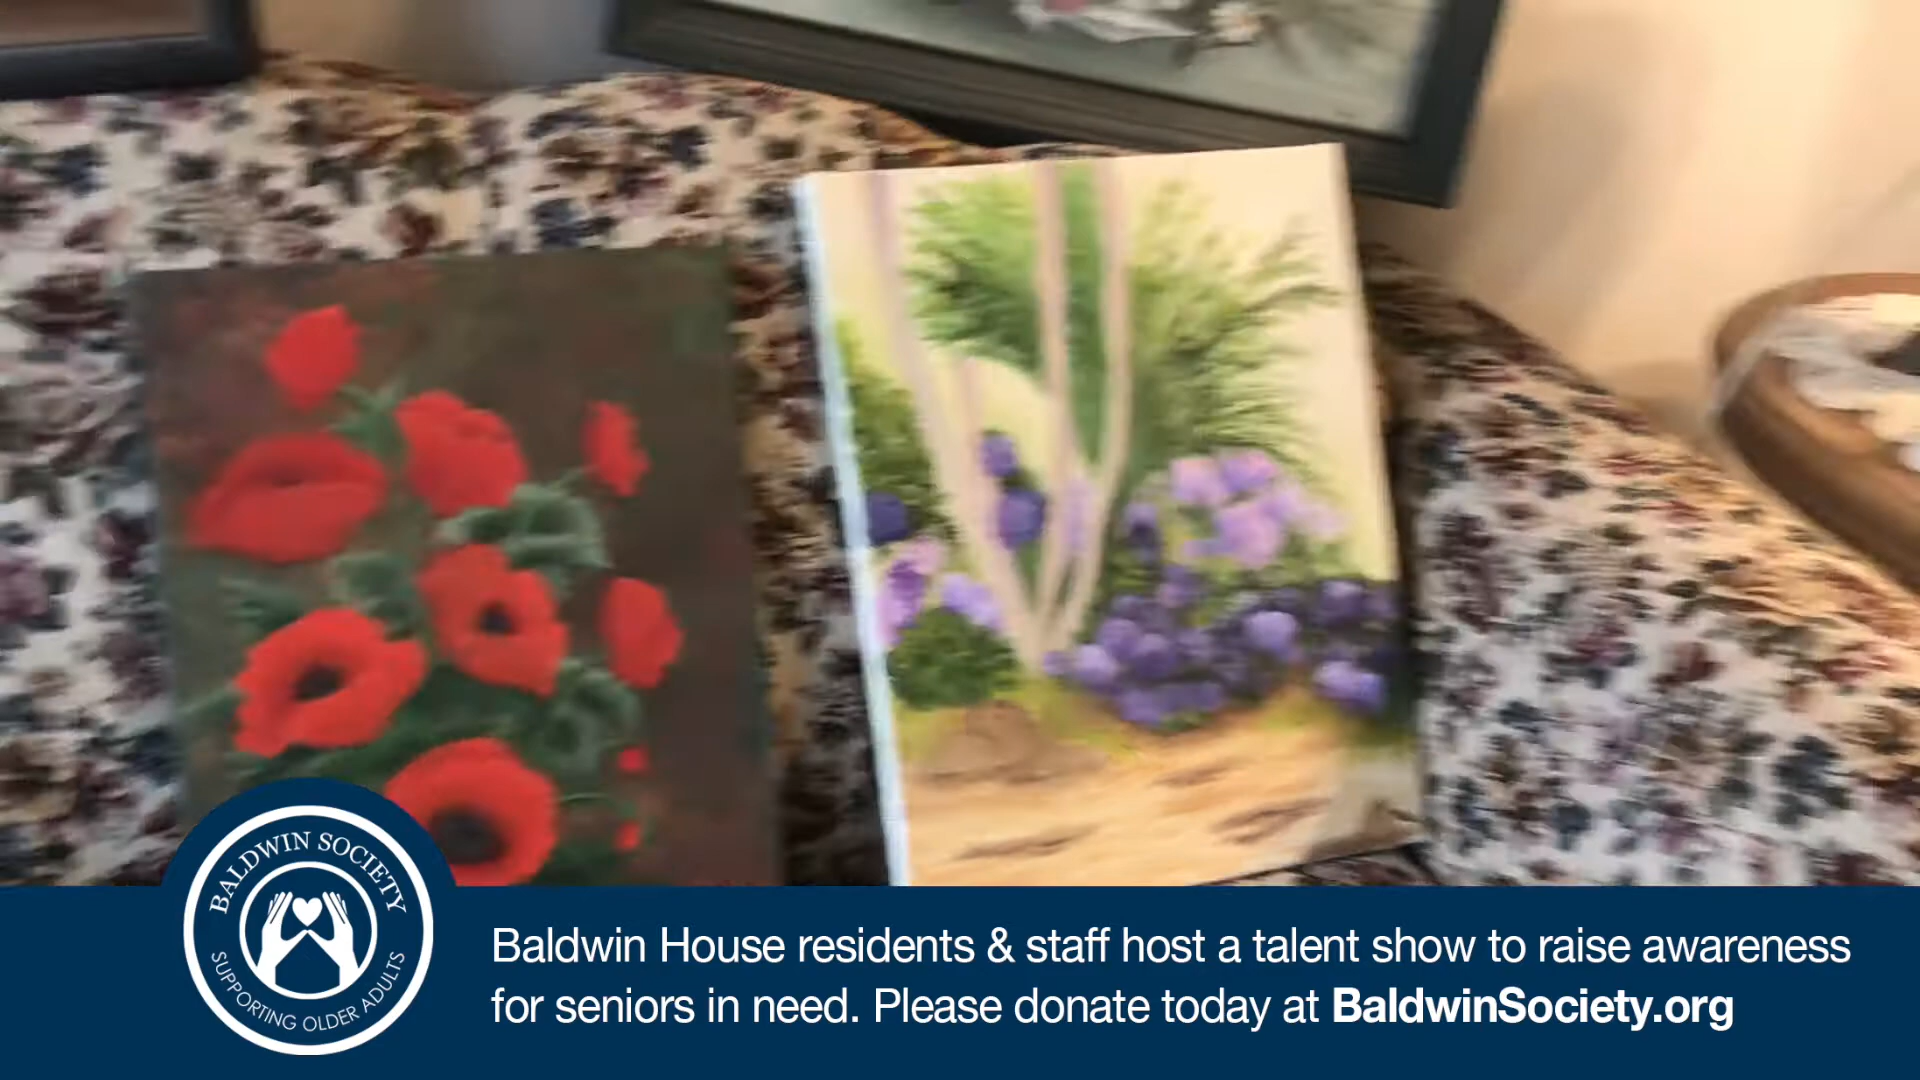 BALDWIN SOCIETY
SUPPORTING OLDER ADULTS
Baldwin House residents & staff host a talent show to raise awareness
for seniors in need. Please donate today at BaldwinSociety.org